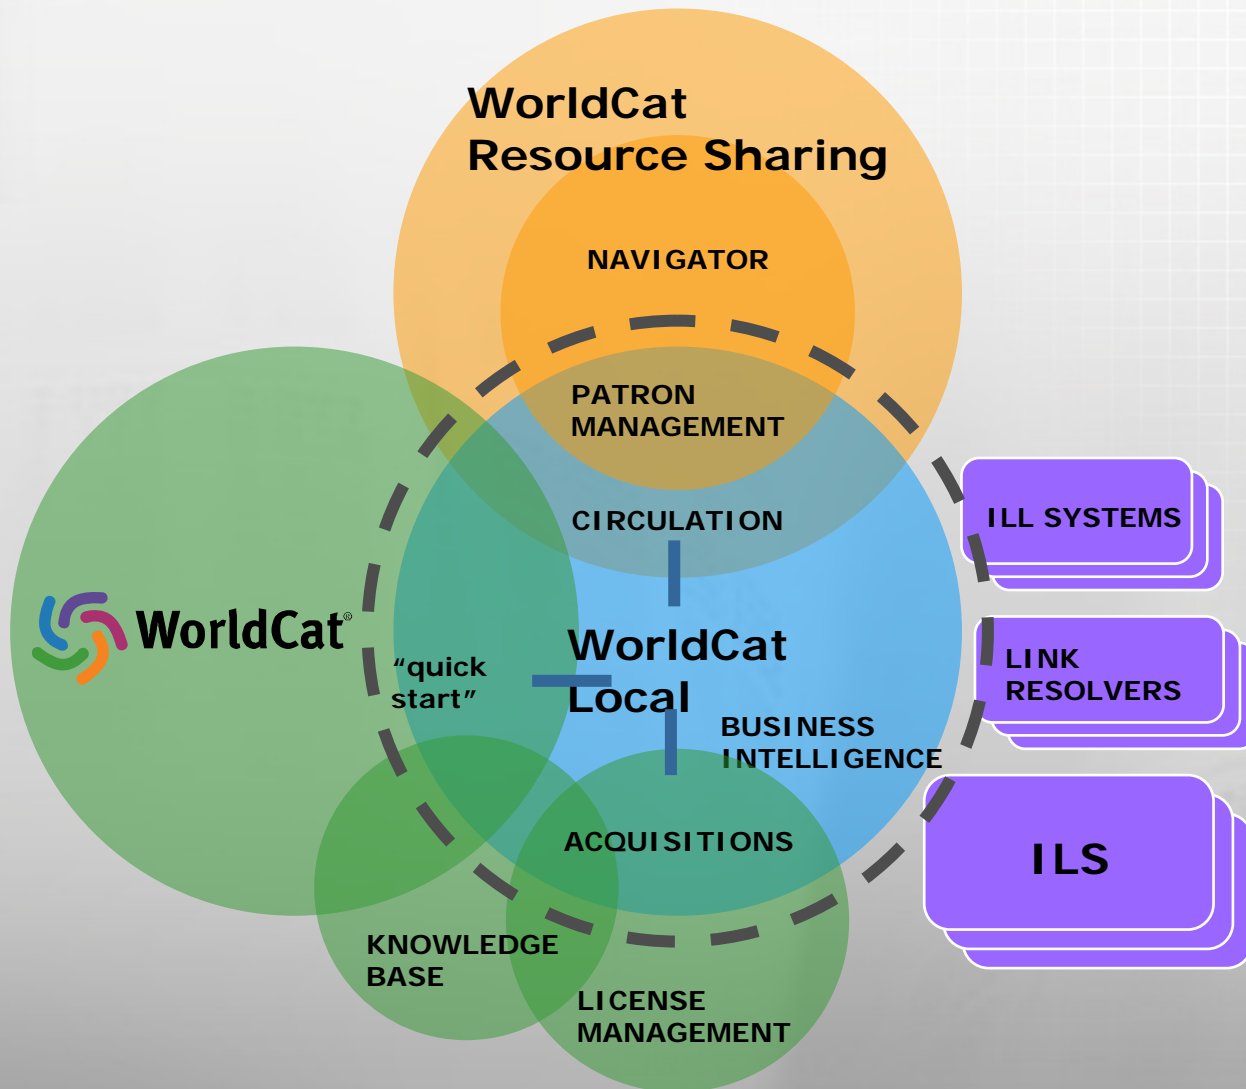 WorldCat
Resource Sharing
NAVIGATOR
PATRON
MANAGEMENT
CIRCULATION
ILL SYSTEMS
WorldCat®
"quick
start"
WorldCat
Local
LINK
RESOLVERS
BUSINESS
INTELLIGENCE
ACQUISITIONS
ILS
KNOWLEDGE
BASE
LICENSE
MANAGEMENT